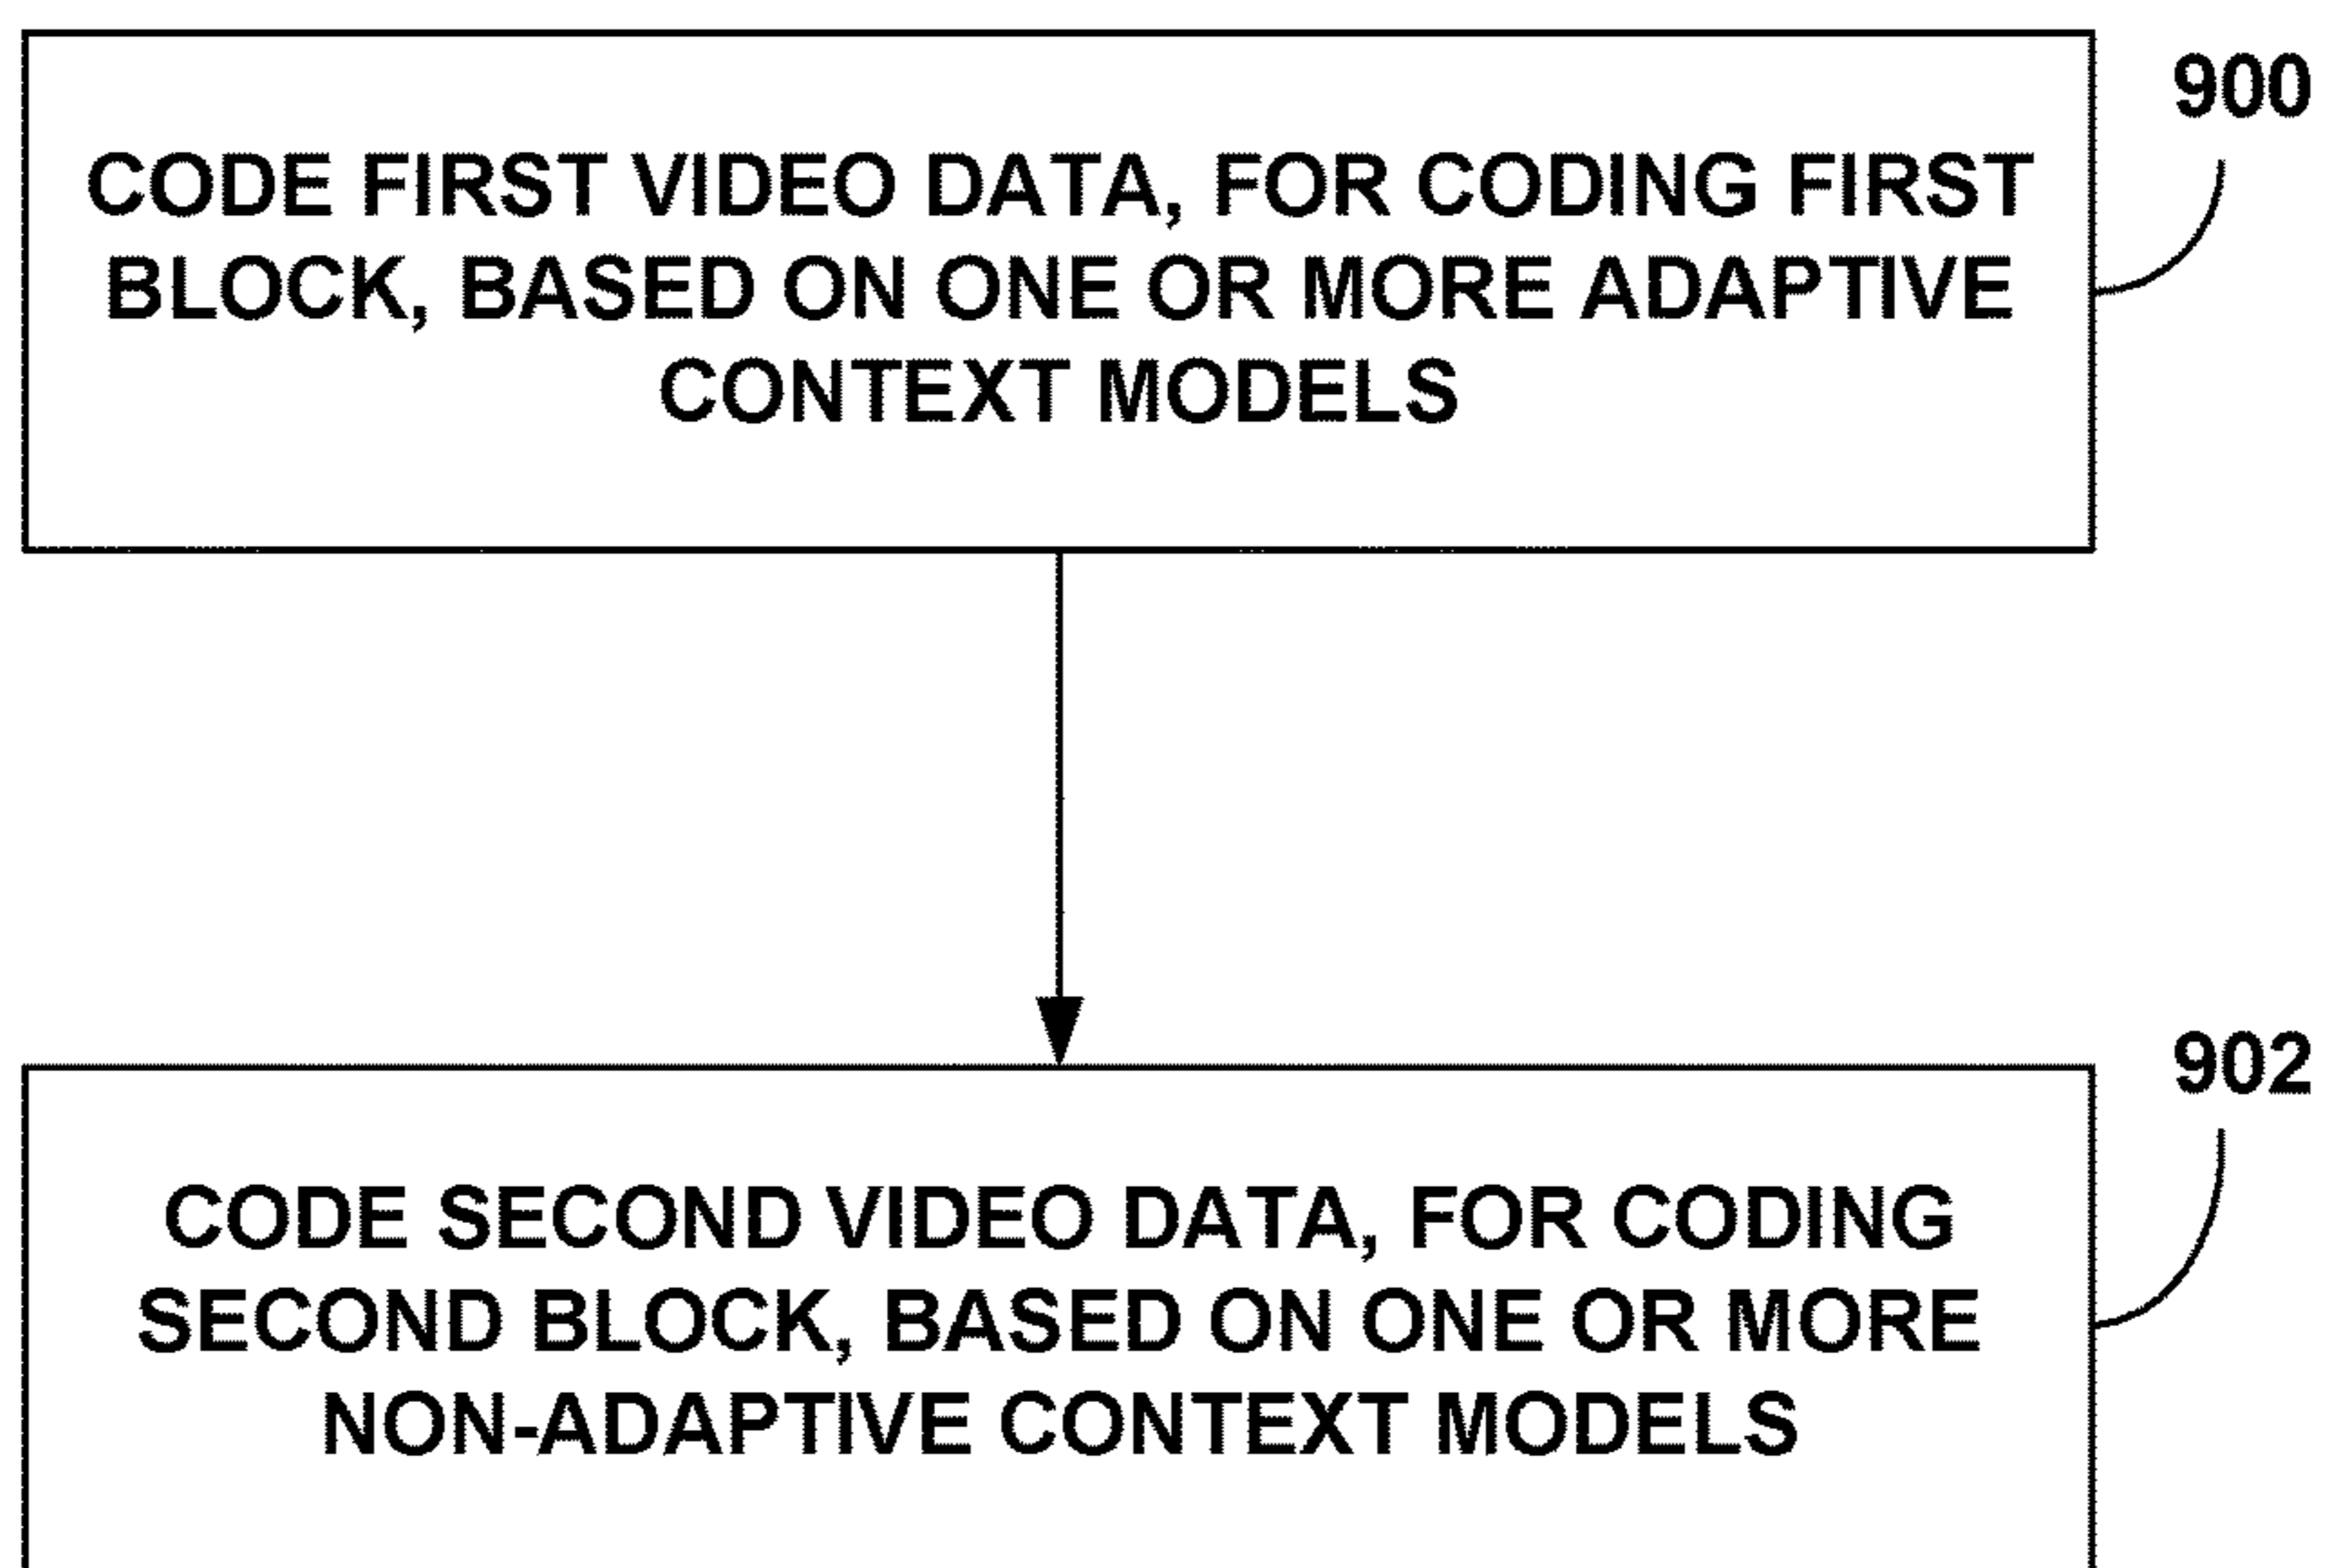 900
CODE FIRST VIDEO DATA, FOR CODING FIRST
BLOCK, BASED ON ONE OR MORE ADAPTIVE
CONTEXT MODELS
902
CODE SECOND VIDEO DATA, FOR CODING
SECOND BLOCK, BASED ON ONE OR MORE
NON-ADAPTIVE CONTEXT MODELS